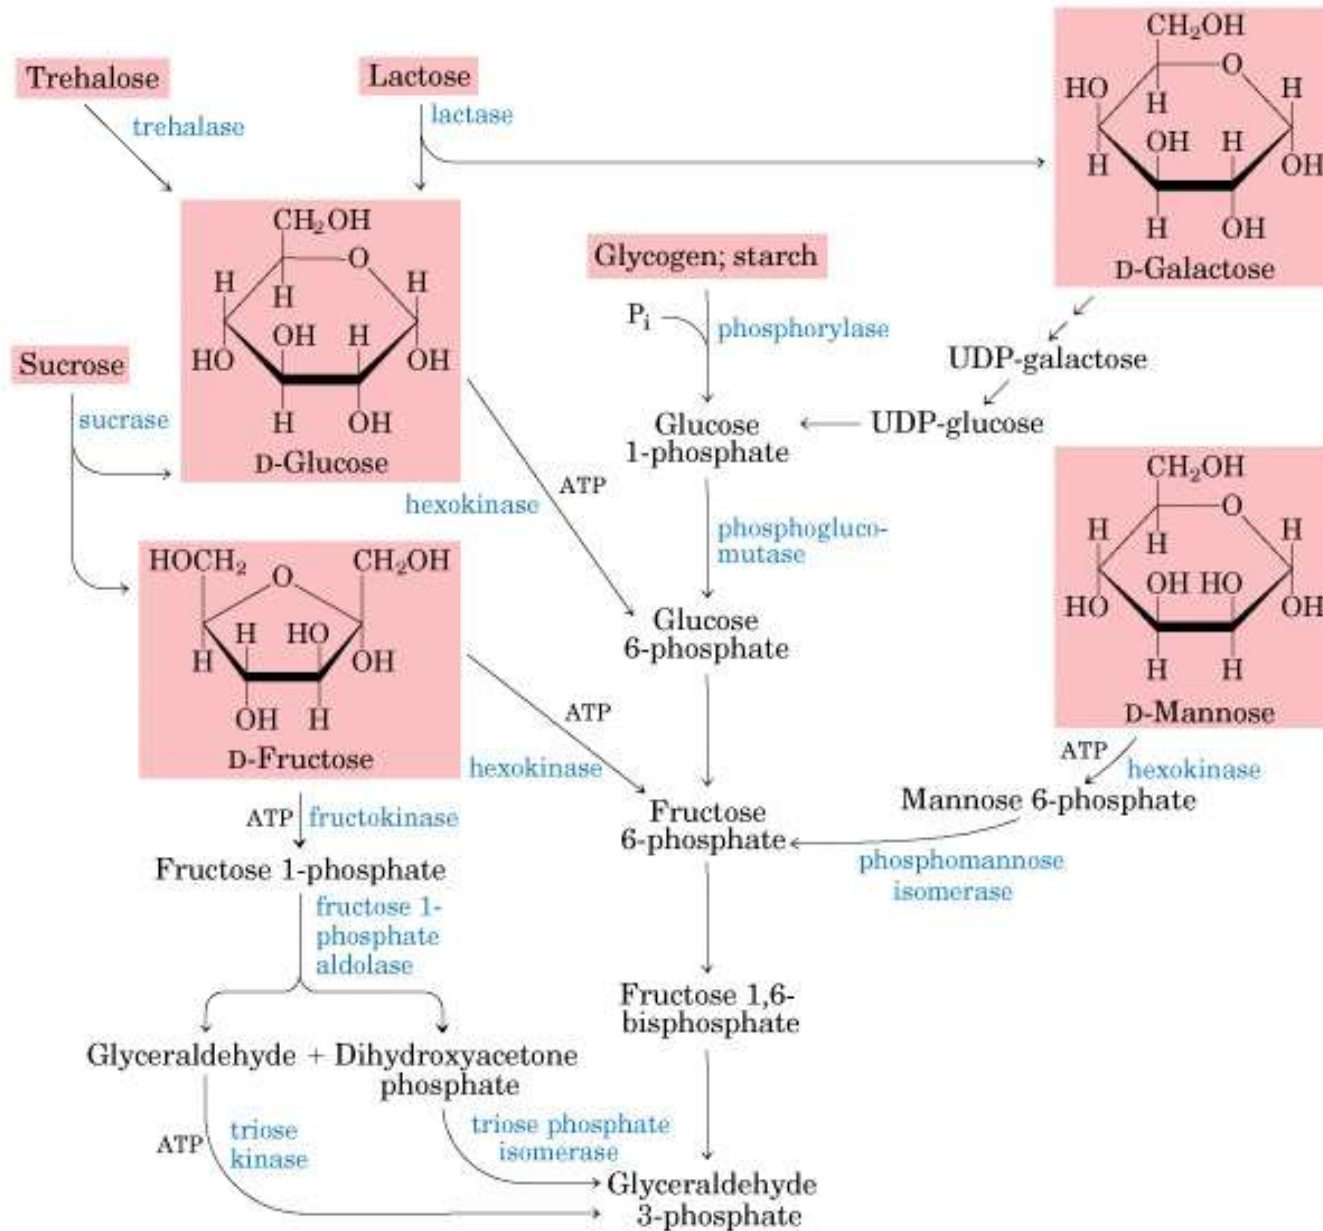 Trehalose
Lactose
trehalase
lactase
CH2OH
O
HO
H
H
OH
H
H
OH
H
OH
D-Galactose
CH2OH
O
H
H
H
OH
H
HO
OH
H
OH
D-Glucose
Glycogen; starch
Pi
phosphorylase
UDP-galactose
Sucrose
sucrase
Glucose
1-phosphate
UDP-glucose
hexokinase
ATP
phosphogluco-
mutase
CH2OH
O
H
H
H
OH
HO
HO
OH
H
H
D-Mannose
HOCH2
O
CH2OH
H
HO
H
OH
OH
H
D-Fructose
Glucose
6-phosphate
ATP
hexokinase
ATP
hexokinase
Mannose 6-phosphate
Fructose
6-phosphate
phosphomannose
isomerase
ATP
fructokinase
Fructose 1-phosphate
fructose 1-
phosphate
aldolase
Fructose 1,6-
bisphosphate
Glyceraldehyde + Dihydroxyacetone
phosphate
ATP
triose
kinase
triose phosphate
isomerase
Glyceraldehyde
3-phosphate